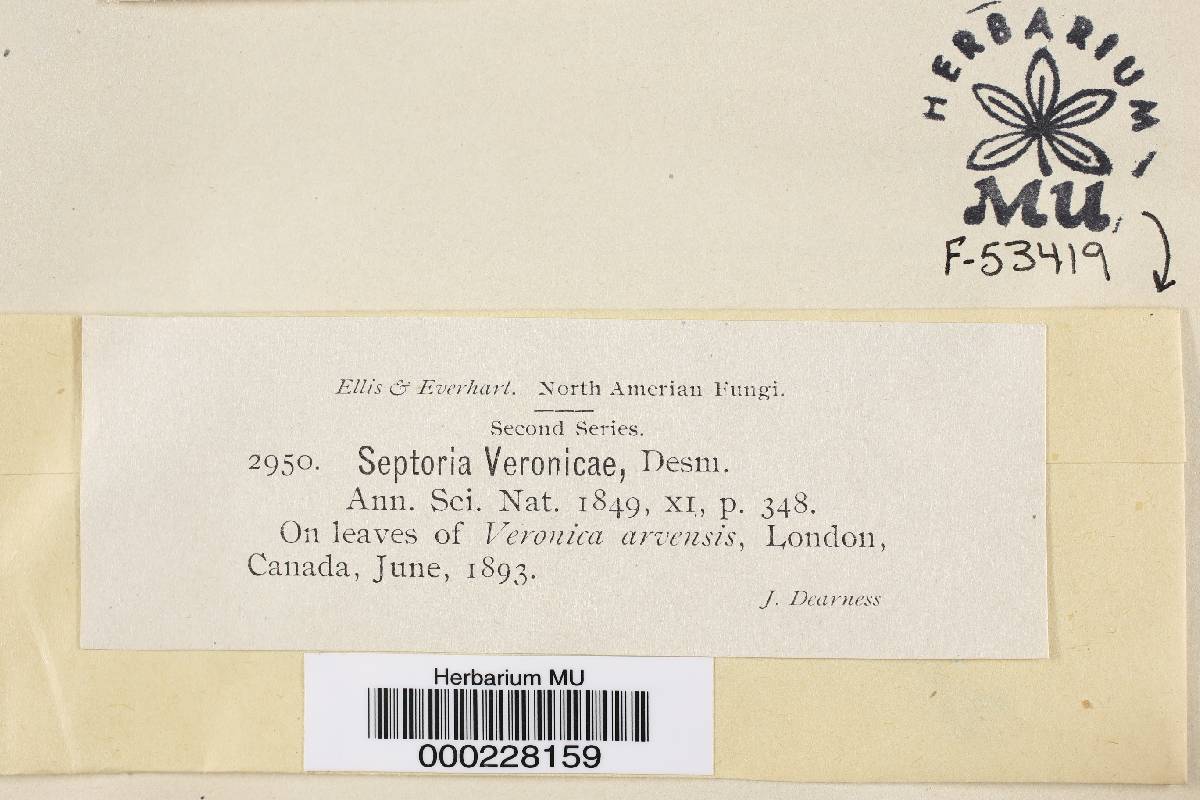 HERBARIUM
MU
F-53419
Ellis & Everhart. North Amerian Fungi.
Second Series.
2950. Septoria Veronicae, Desm.
Ann. Sci. Nat. 1849, XI, p. 348.
On leaves of Veronica arvensis, London,
Canada, June, 1893.
J. Dearness
Herbarium MU
000228159